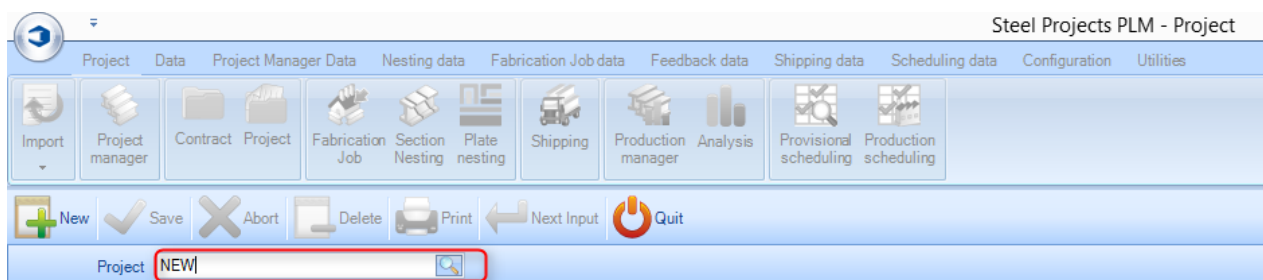 Steel Projects PLM - Project
Project Data Project Manager Data Nesting data Fabrication Job data Feedback data Shipping data Scheduling data Configuration Utilities
Import Project manager Contract Project Fabrication Job Section Nesting Plate nesting Shipping Production manager Analysis Provisional scheduling Production scheduling
New Save Abort Delete Print Next Input Quit
Project NEW